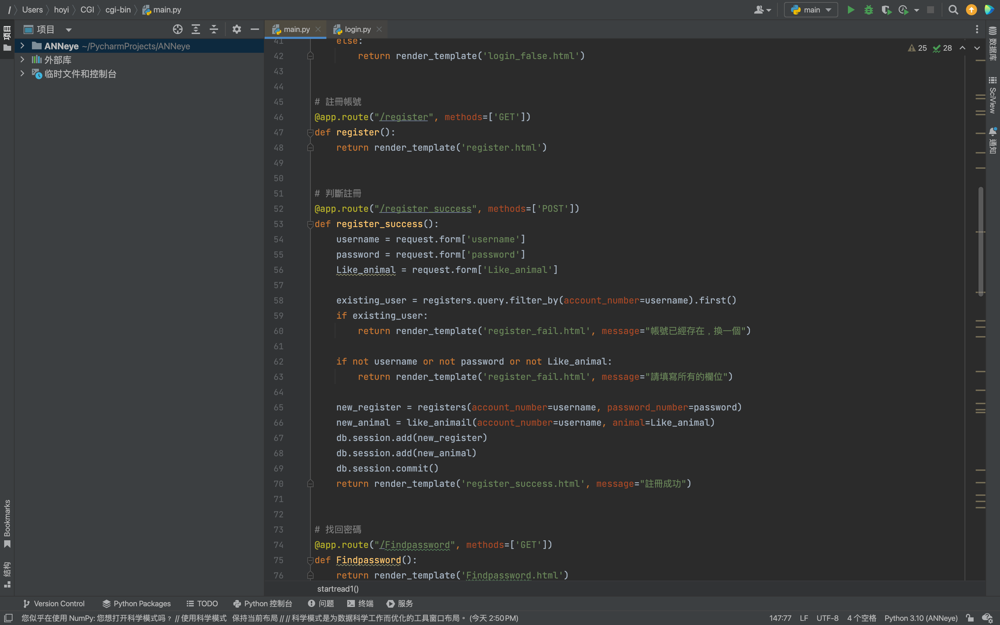 / Users hoyi CGI cgi-bin main.py
main
项目
main.py
login.py
项目
ANNeye ~/PycharmProjects/ANNeye
外部库
临时文件和控制台
25 28
41 else:
42 return render_template('login_false.html')
43
44
45 # 註冊帳號
46 @app.route("/register", methods=['GET'])
47 def register():
48 return render_template('register.html')
49
50
51 # 判斷註冊
52 @app.route("/register_success", methods=['POST'])
53 def register_success():
54 username = request.form['username']
55 password = request.form['password']
56 Like_animal = request.form['Like_animal']
57
58 existing_user = registers.query.filter_by(account_number=username).first()
59 if existing_user:
60 return render_template('register_fail.html', message="帳號已經存在，換一個")
61
62 if not username or not password or not Like_animal:
63 return render_template('register_fail.html', message="請填寫所有的欄位")
64
65 new_register = registers(account_number=username, password_number=password)
66 new_animal = like_animail(account_number=username, animal=Like_animal)
67 db.session.add(new_register)
68 db.session.add(new_animal)
69 db.session.commit()
70 return render_template('register_success.html', message="註冊成功")
71
72
73 # 找回密碼
74 @app.route("/Findpassword", methods=['GET'])
75 def Findpassword():
76 return render_template('Findpassword.html')
startread1()
数据库
SciView
通知
Bookmarks
结构
Version Control Python Packages TODO Python 控制台 问题 终端 服务
您似乎在使用 NumPy: 您想打开科学模式吗？ // 使用科学模式 保持当前布局 // // 科学模式是为数据科学工作而优化的工具窗口布局。 (今天 2:50 PM)
147:77 LF UTF-8 4 个空格 Python 3.10 (ANNeye)